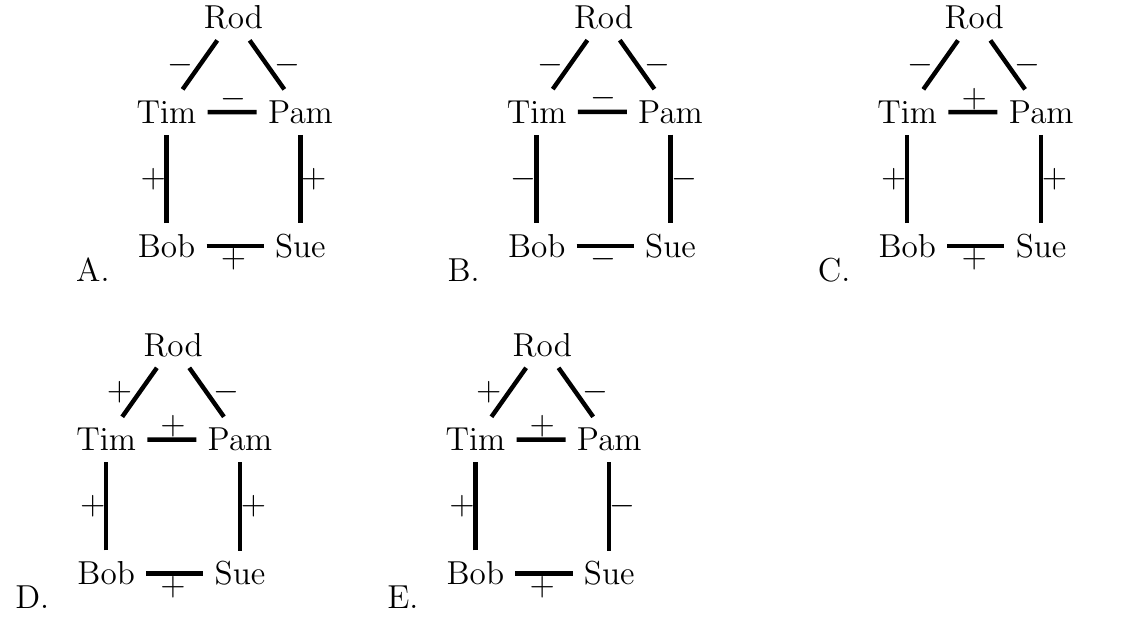 Rod Rod Rod
− − − − − −
− − +
Tim Pam Tim Pam Tim Pam
+ + − − + +
Bob Sue Bob Sue Bob Sue
+ − +
A. B. C.
Rod Rod
+ − + −
+ +
Tim Pam Tim Pam
+ + + −
Bob Sue Bob Sue
+ +
D. E.